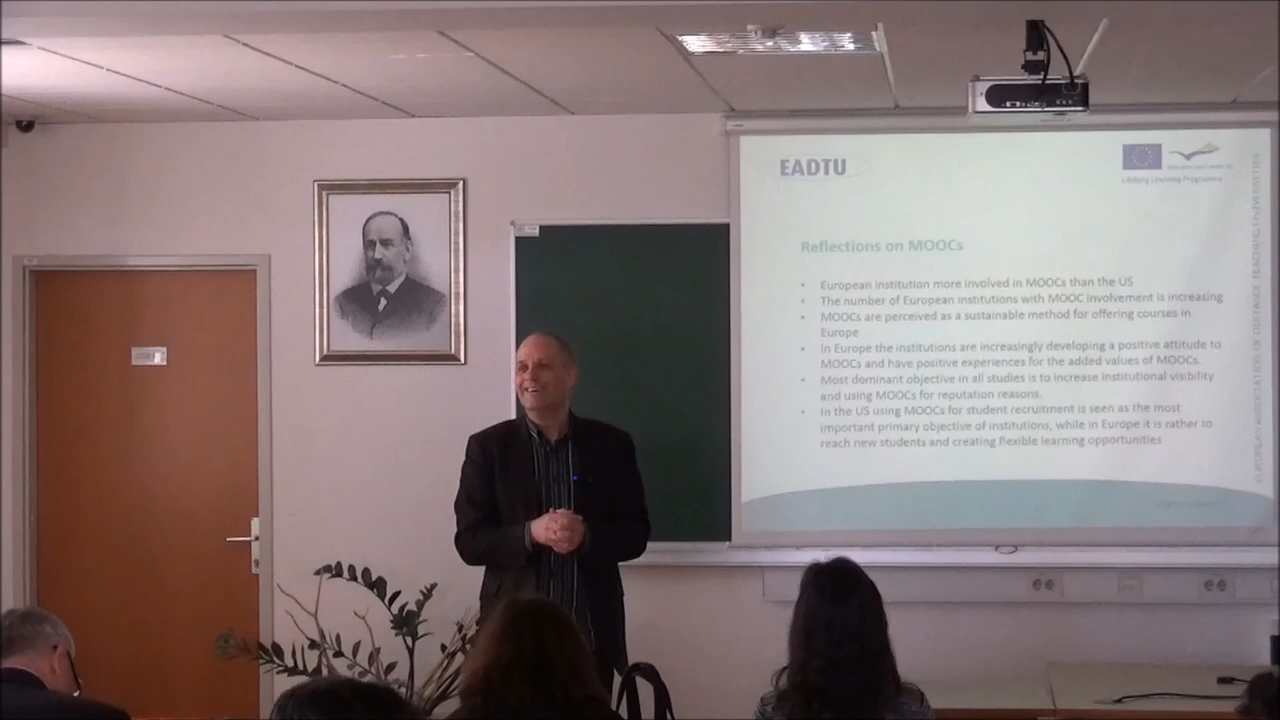 EADTU
Lifelong Learning Programme
Reflections on MOOCs
• European institution more involved in MOOCs than the US
• The number of European institutions with MOOC involvement is increasing
• MOOCs are perceived as a sustainable method for offering courses in
Europe
• In Europe the institutions are increasingly developing a positive attitude to
MOOCs and have positive experiences for the added values of MOOCs.
• Most dominant objective in all studies is to increase institutional visibility
and using MOOCs for reputation reasons.
• In the US using MOOCs for student recruitment is seen as the most
important primary objective of institutions, while in Europe it is rather to
reach new students and creating flexible learning opportunities
EUROPEAN ASSOCIATION OF DISTANCE TEACHING UNIVERSITIES